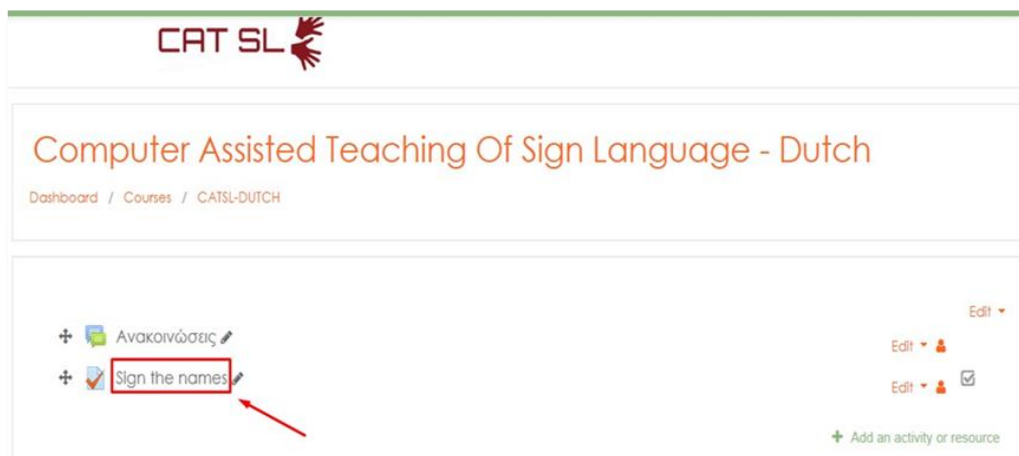 CAT SL
Computer Assisted Teaching Of Sign Language - Dutch
Dashboard / Courses / CATSL-DUTCH
Edit
Ανακοινώσεις
Edit
Sign the names
Edit
+ Add an activity or resource